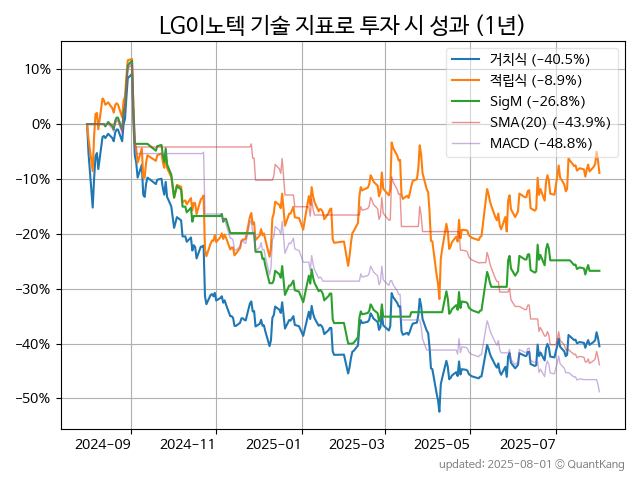 LG이노텍 기술 지표로 투자 시 성과 (1년)
거치식 (−40.5%)
적립식 (−8.9%)
SigM (−26.8%)
SMA(20) (−43.9%)
MACD (−48.8%)
10%
0%
−10%
−20%
−30%
−40%
−50%
2024-09 2024-11 2025-01 2025-03 2025-05 2025-07
updated: 2025-08-01 © QuantKang